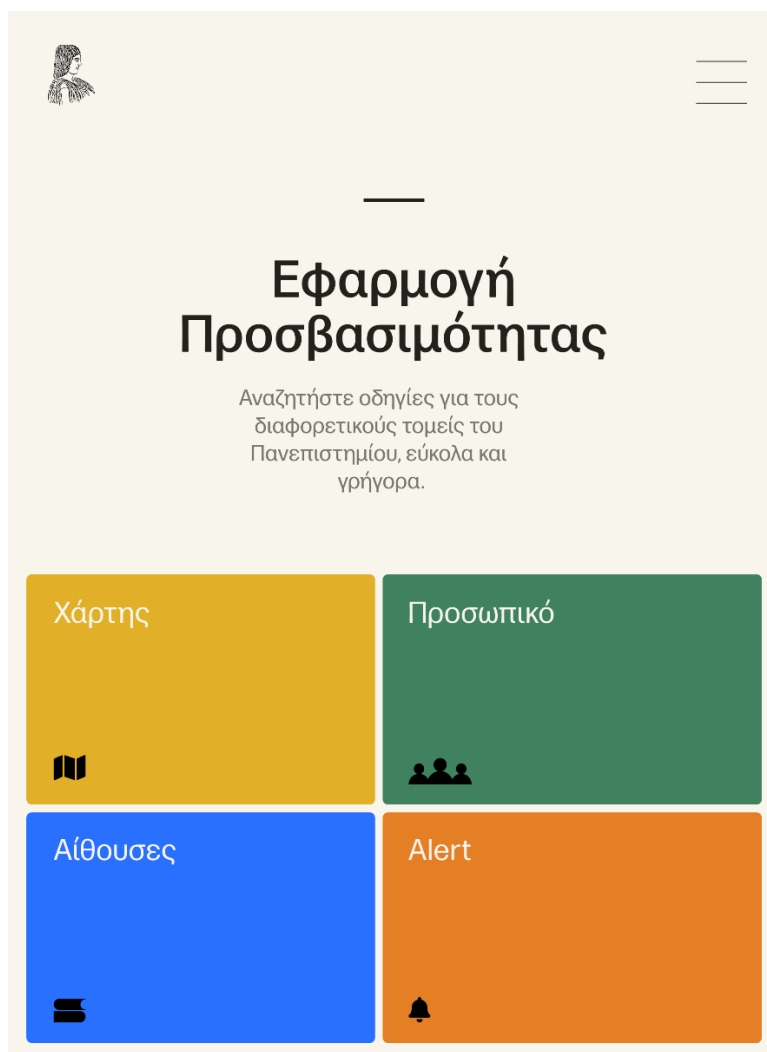 Εφαρμογή
Προσβασιμότητας
Αναζητήστε οδηγίες για τους
διαφορετικούς τομείς του
Πανεπιστημίου, εύκολα και
γρήγορα.
Χάρτης
Προσωπικό
Αίθουσες
Alert